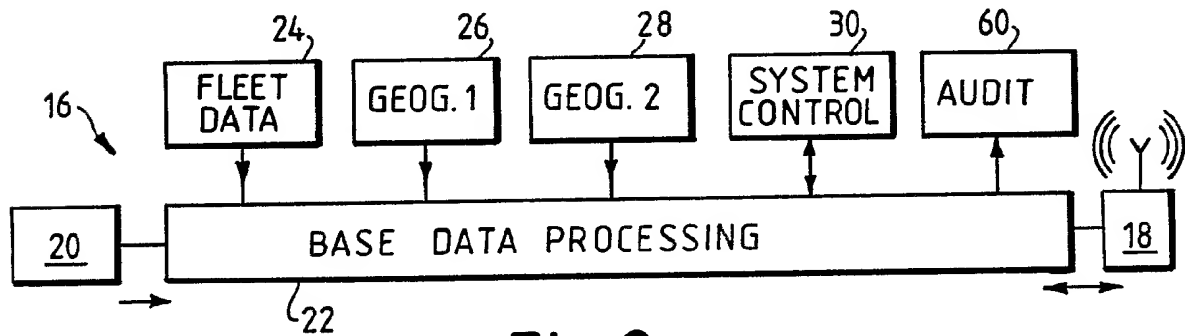 24
26
28
30
60
16
FLEET
DATA
GEOG. 1
GEOG. 2
SYSTEM
CONTROL
AUDIT
20
BASE DATA PROCESSING
18
22